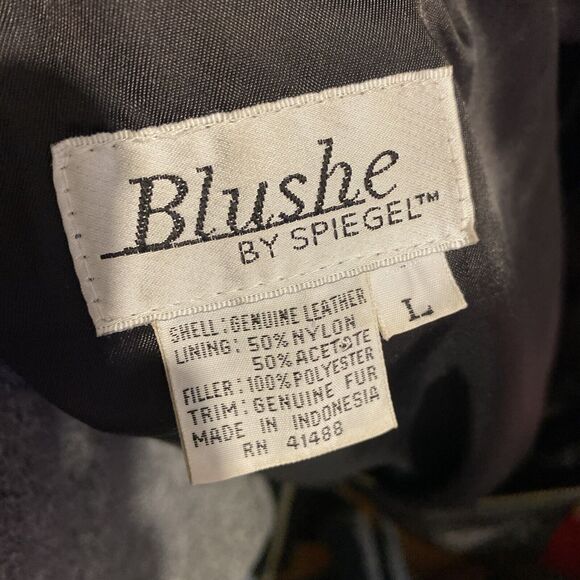 Blushe
BY SPIEGEL™
L
SHELL: GENUINE LEATHER
LINING: 50% NYLON
50% ACETATE
FILLER: 100% POLYESTER
TRIM: GENUINE FUR
MADE IN INDONESIA
RN 41488